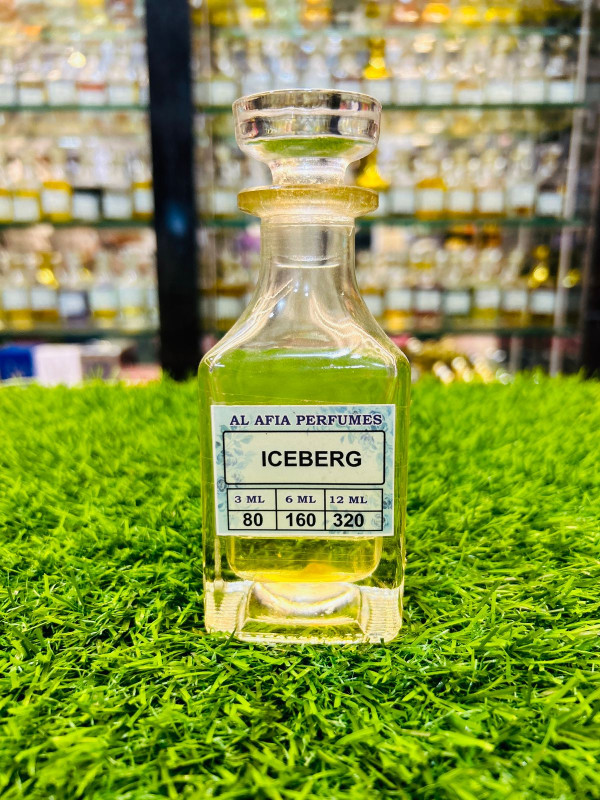 AL AFIA PERFUMES
ICEBERG
3 ML 6 ML 12 ML
80 160 320